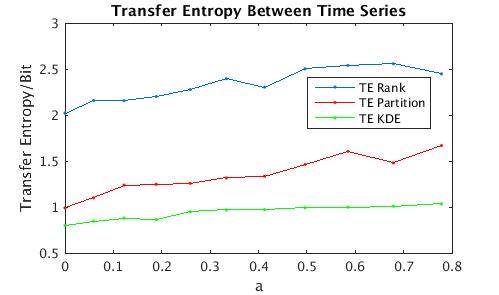 Transfer Entropy Between Time Series
Transfer Entropy/Bit
3
2.5
2
1.5
1
0.5
TE Rank
TE Partition
TE KDE
0 0.1 0.2 0.3 0.4 0.5 0.6 0.7 0.8
a